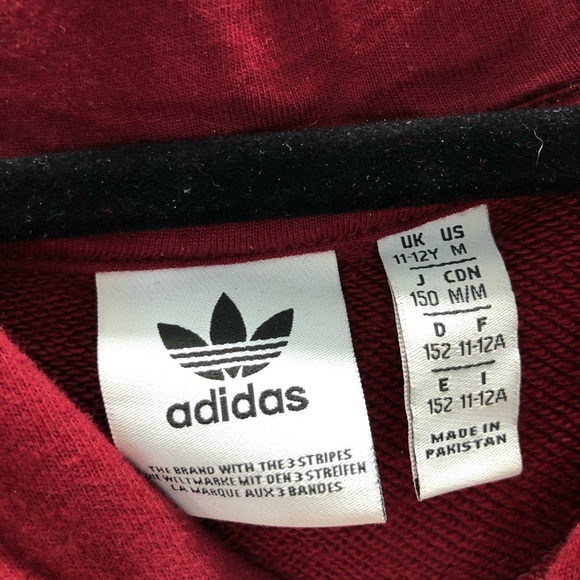 adidas
THE BRAND WITH THE 3 STRIPES
DIE WELTMARKE MIT DEN 3 STREIFEN
LA MARQUE AUX 3 BANDES
UK US
11-12Y M
J CDN
150 M/M
D F
152 11-12A
E I
152 11-12A
MADE IN
PAKISTAN